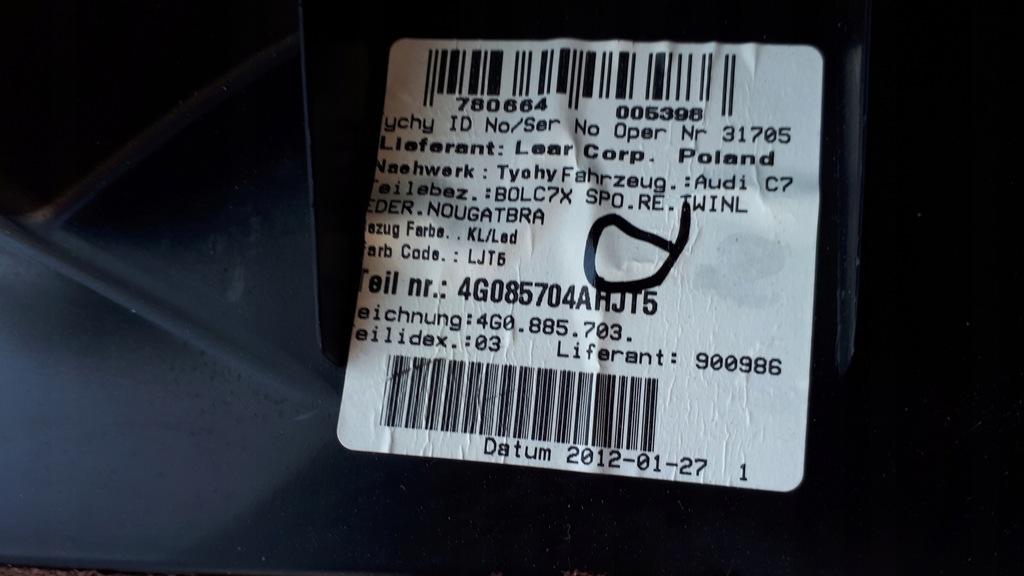 780664 005398
ychy ID No/Ser No Oper Nr 31705
Lieferant: Lear Corp. Poland
Naehwerk : Tychy Fahrzeug.:Audi C7
eilebez.:BOLC7X SPO.RE.TWINL
EDER.NOUGATBRA
ezug Farbe.. KL/Led
arb Code. : LJT5
Teil nr.: 4G085704AHJT5
eichnung:4G0.885.703.
eilidex.:03 Liferant: 900986
Datum 2012-01-27 1